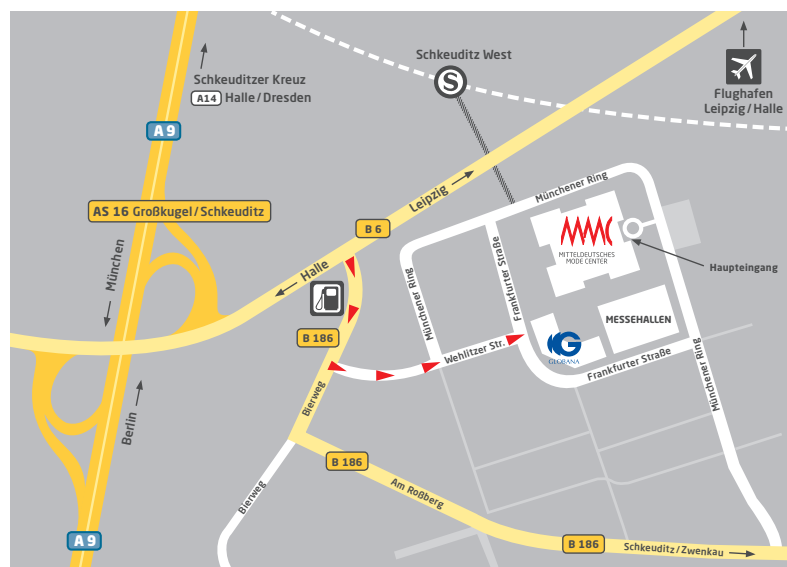 Schkeuditz West
S
Schkeuditzer Kreuz
A14 Halle/Dresden
Flughafen
Leipzig/Halle
A 9
AS 16 Großkugel/Schkeuditz
München
Berlin
A 9
Leipzig
B 6
Halle
B 186
Bierweg
Bierweg
B 186
Am Roßberg
B 186
Schkeuditz/Zwenkau
Münchener Ring
Münchener Ring
Frankfurter Straße
MMC
MITTELDEUTSCHES
MODE CENTER
Haupteingang
MESSEHALLEN
G
GLOBANA
Wehlitzer Str.
Frankfurter Straße
Münchener Ring